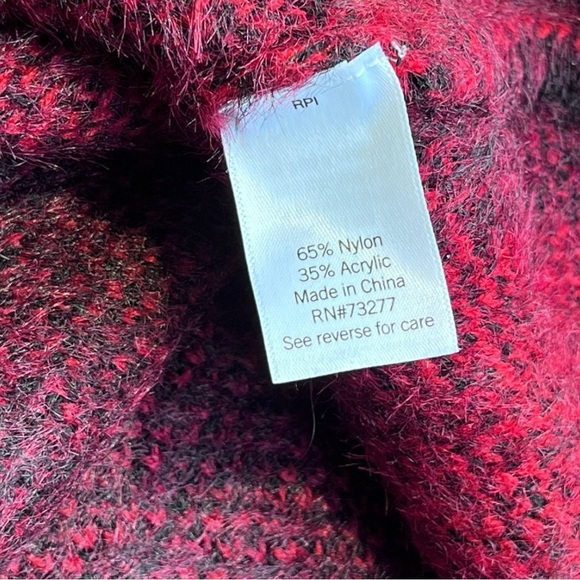 RPI
65% Nylon
35% Acrylic
Made in China
RN#73277
See reverse for care